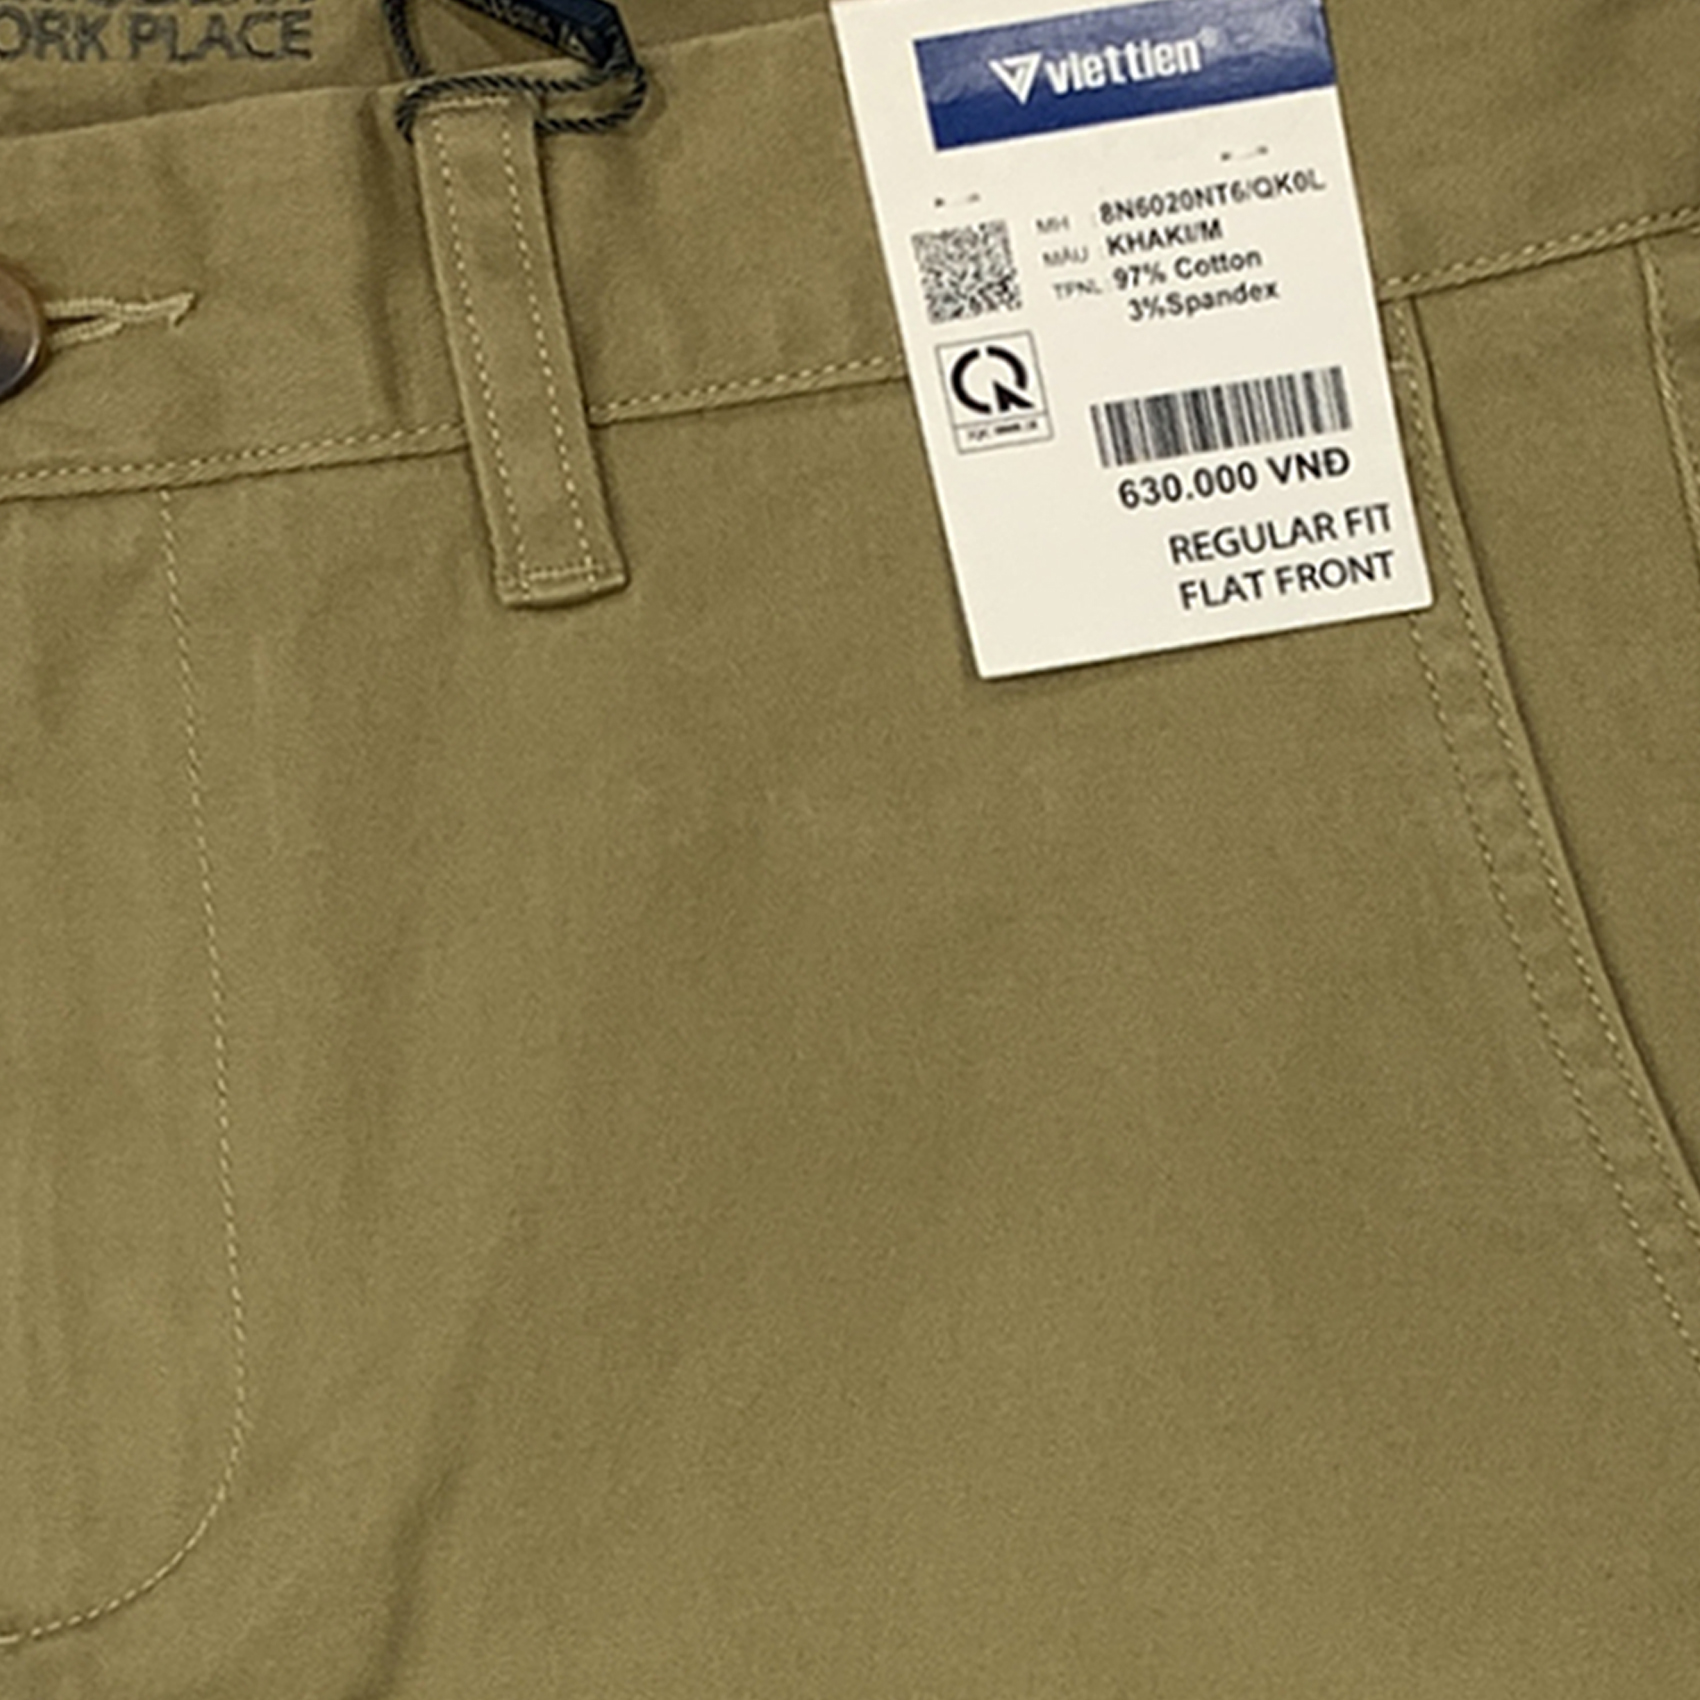 ORK PLACE
viettien®
MH : 8N6020NT6/QK0L
MÀU : KHAKI/M
TPNL : 97% Cotton
3%Spandex
630.000 VNĐ
REGULAR FIT
FLAT FRONT